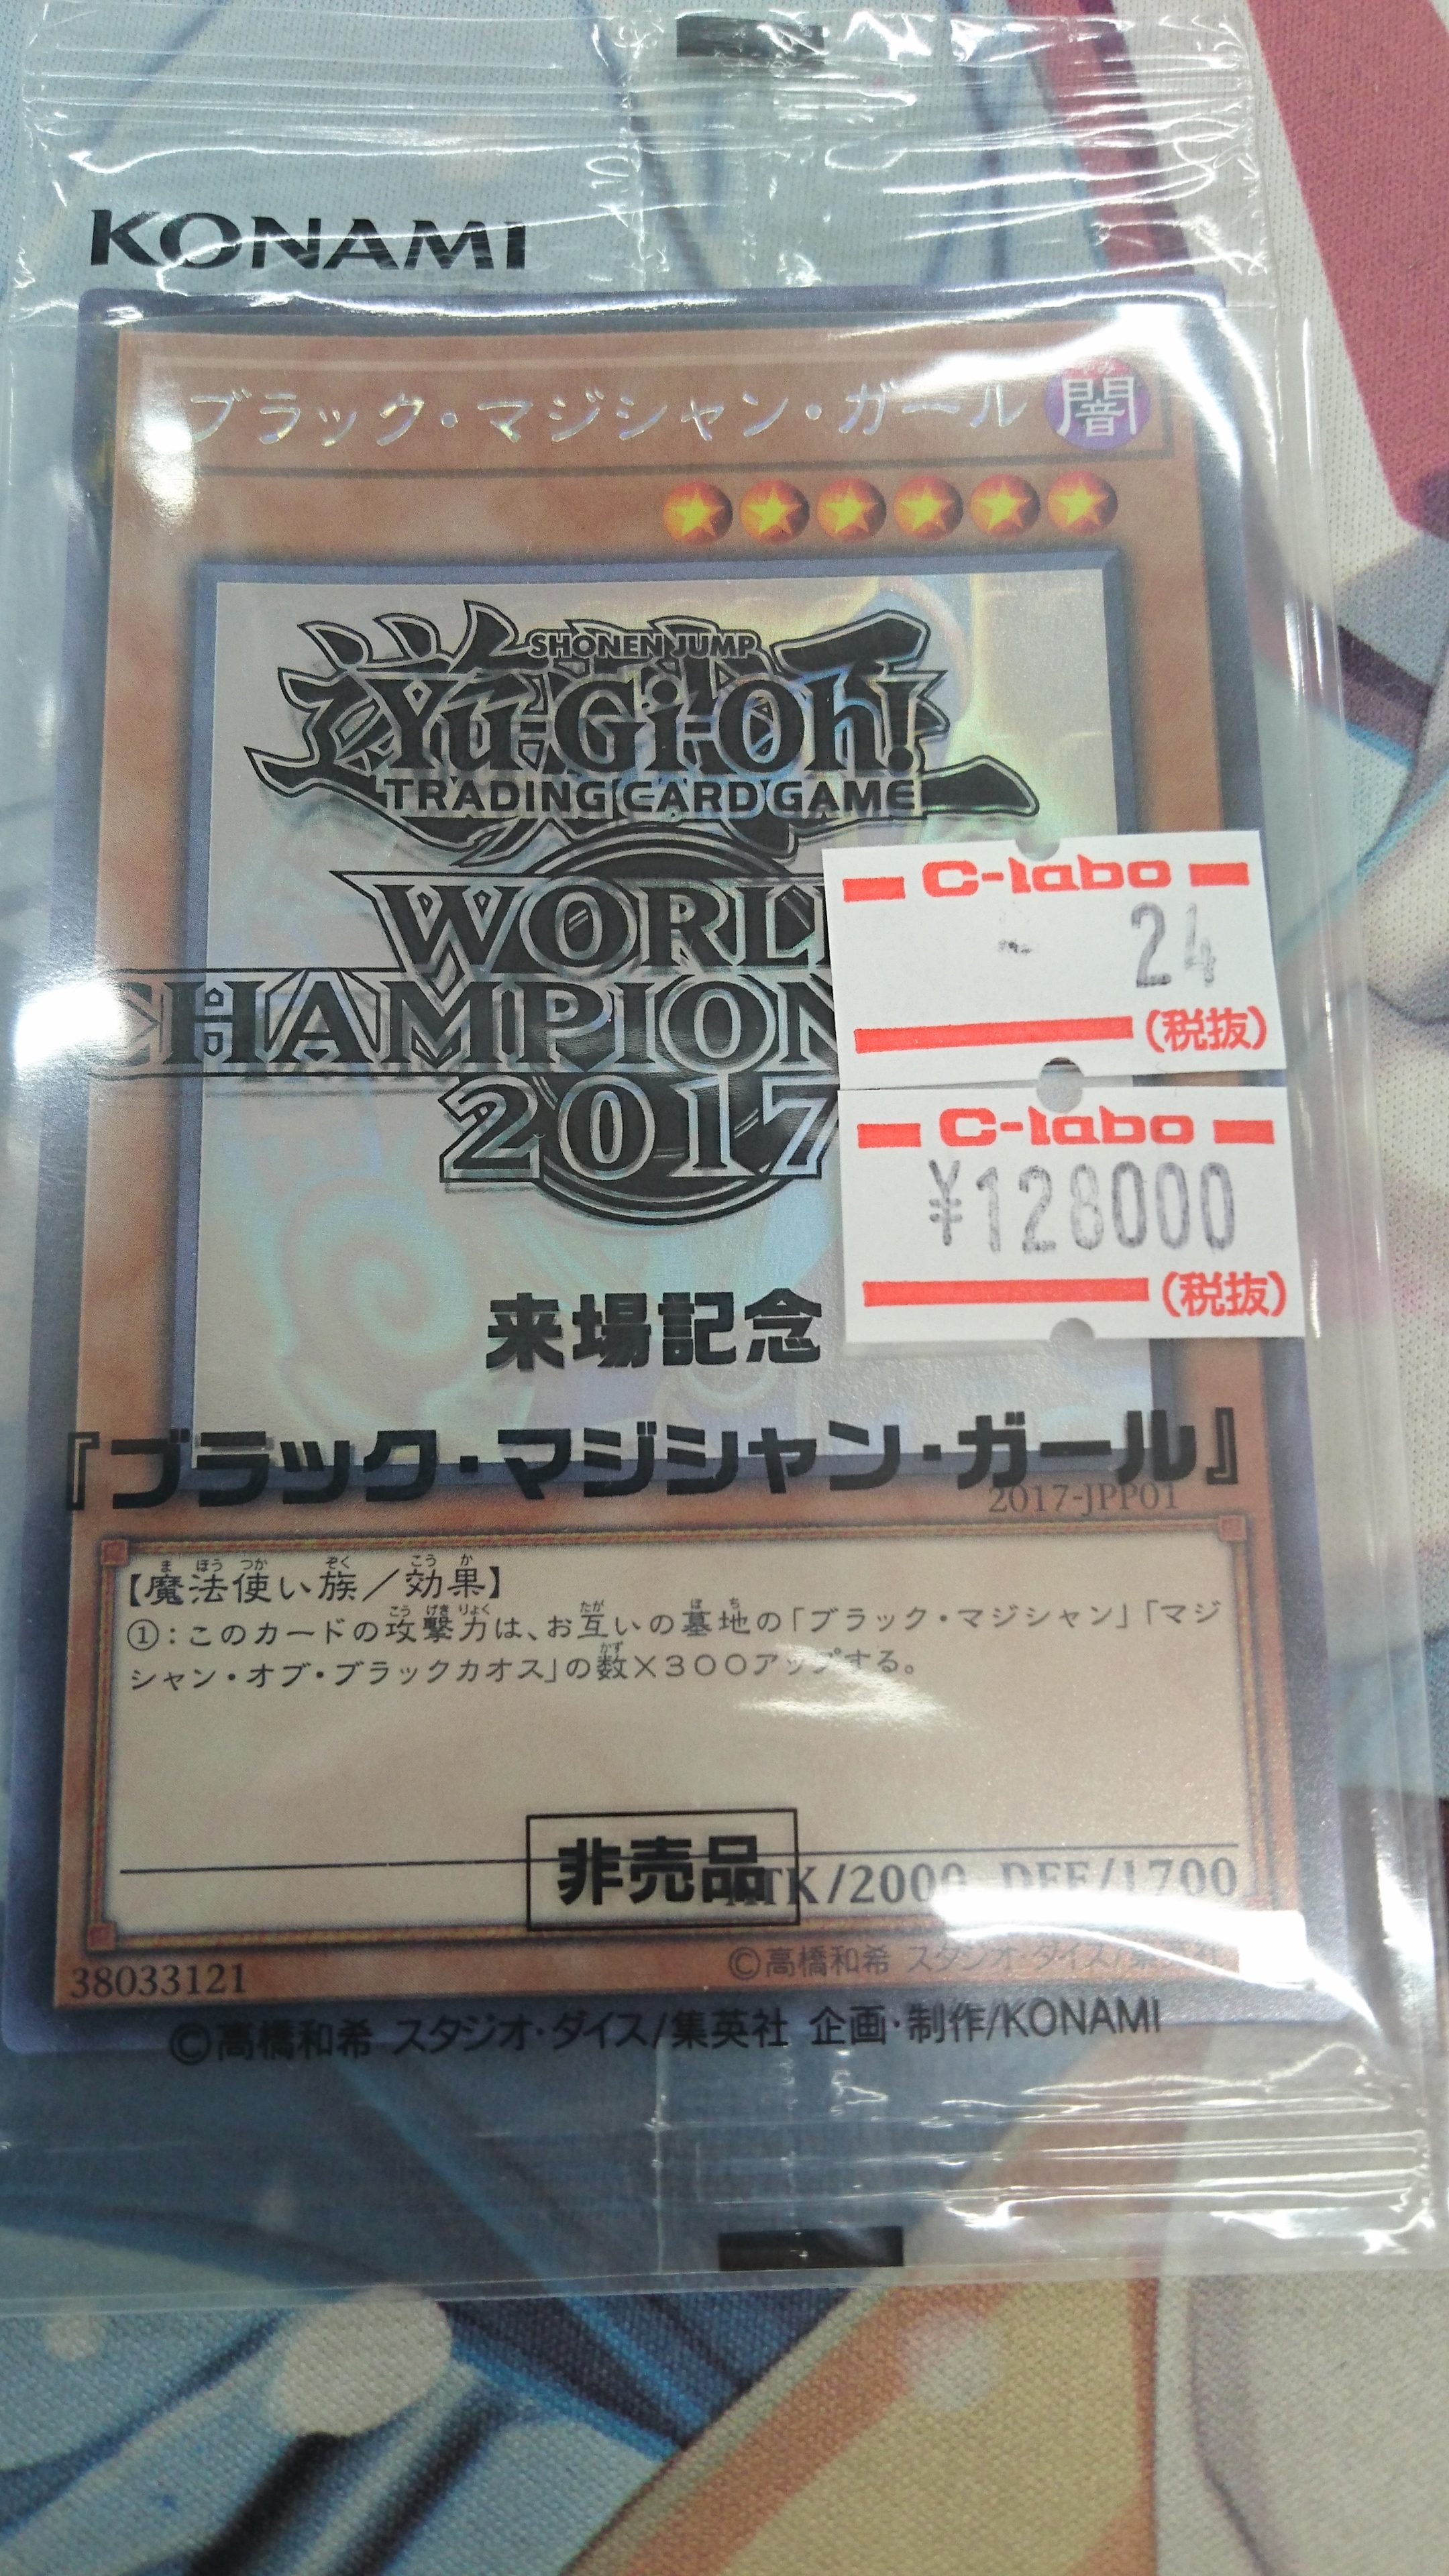 KONAMI
ブラック・マジシャン・ガール
やみ
闇
SHONEN JUMP
Yu-Gi-Oh!
TRADING CARD GAME
C-labo
24
(税抜)
WORL
CHAMPION
2017
C-labo
¥128000
(税抜)
来場記念
『ブラック・マジシャン・ガール』
2017-JPP01
【魔法使い族/効果】
①:このカードの攻撃力は、お互いの墓地の「ブラック・マジシャン」「マジ
シャン・オブ・ブラックカオス」の数×300アップする。
非売品
ATK/2000 DEF/1700
©高橋和希 スタジオ・ダイス/集英社
38033121
©高橋和希 スタジオ・ダイス/集英社 企画・制作/KONAMI